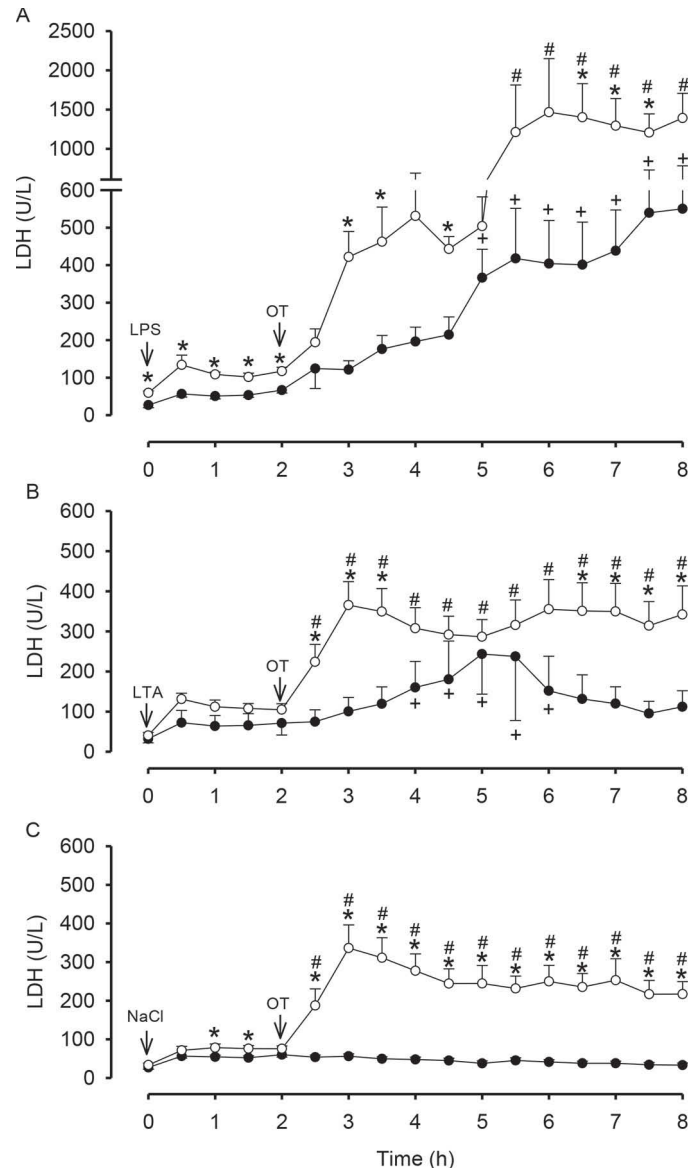 A
2500
2000
1500
1000
600
500
400
300
200
100
0
LDH (U/L)
LDH (U/L)
LPS
OT
# # # # # #
* * *
* * *
+ + + + + + +
* * * * * *
0 1 2 3 4 5 6 7 8
B
600
500
400
300
200
100
0
LDH (U/L)
LTA
OT
# # # # # # # # # # # #
* * * * * * *
+ + + + +
0 1 2 3 4 5 6 7 8
C
600
500
400
300
200
100
0
LDH (U/L)
NaCl
OT
# # # # # # # # # # # #
* * * * * * * * * * * *
* *
0 1 2 3 4 5 6 7 8
Time (h)